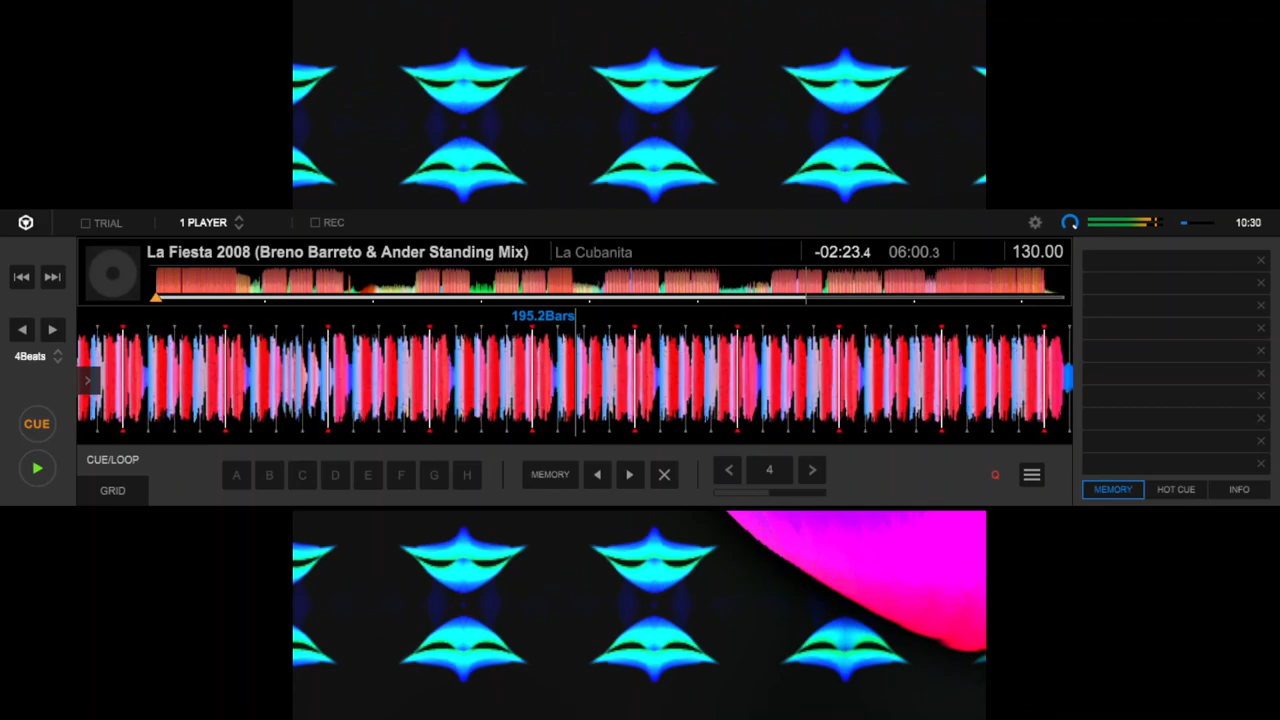 TRIAL 1 PLAYER REC 10:30
La Fiesta 2008 (Breno Barreto & Ander Standing Mix) La Cubanita -02:23.4 06:00.3 130.00
195.2Bars
4Beats
CUE
CUE/LOOP
A B C D E F G H MEMORY 4 Q
GRID
MEMORY HOT CUE INFO